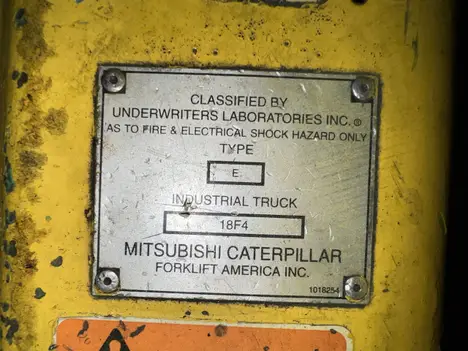 CLASSIFIED BY
UNDERWRITERS LABORATORIES INC.®
AS TO FIRE & ELECTRICAL SHOCK HAZARD ONLY
TYPE
E
INDUSTRIAL TRUCK
18F4
MITSUBISHI CATERPILLAR
FORKLIFT AMERICA INC.
1018254